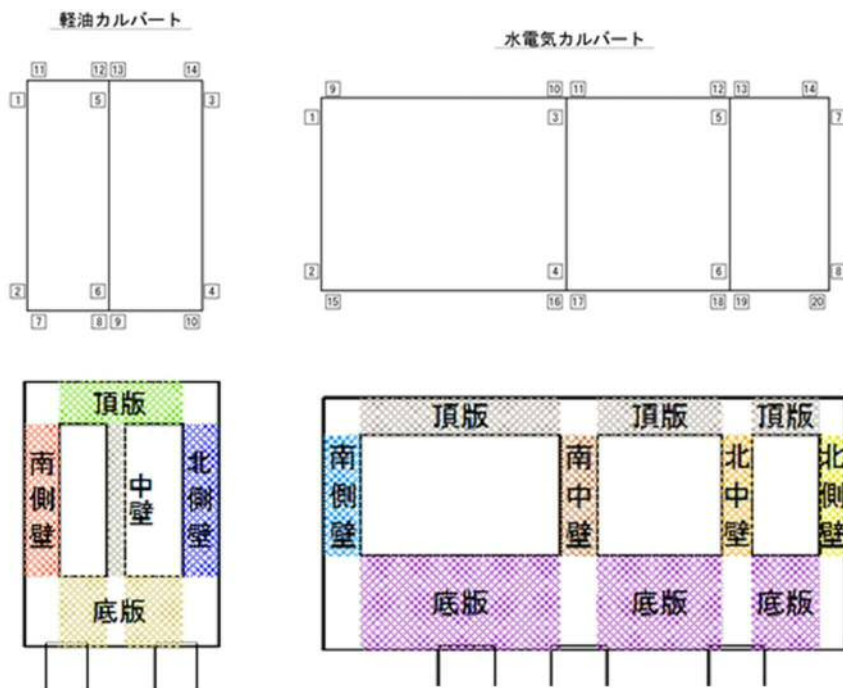 軽油カルバート
11 12 13 14
1 5 3
2 6 4
7 8 9 10
水電気カルバート
9 10 11 12 13 14
1 3 5 7
2 4 6 8
15 16 17 18 19 20
頂版
南側壁
中壁
北側壁
底版
頂版 頂版 頂版
南側壁
南中壁
北中壁
北側壁
底版 底版 底版